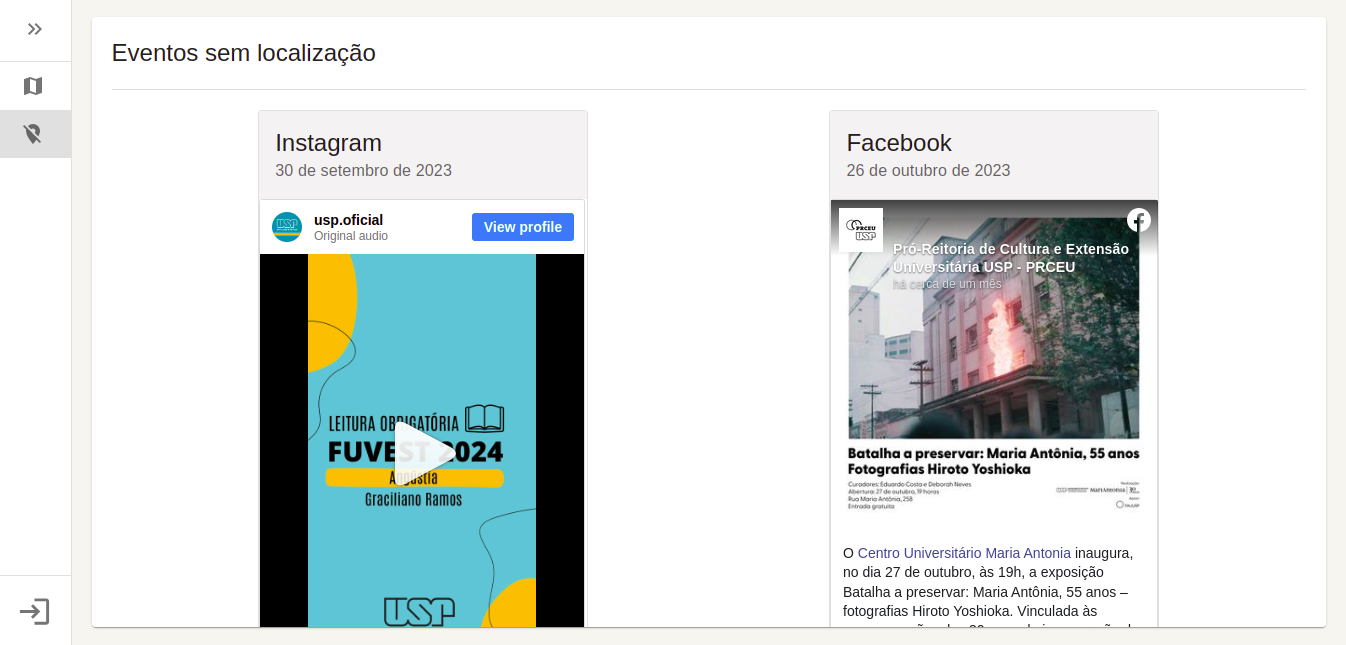 Eventos sem localização
Instagram
30 de setembro de 2023
usp.oficial
Original audio
View profile
LEITURA OBRIGATÓRIA
FUVEST 2024
Angústia
Graciliano Ramos
USP
Facebook
26 de outubro de 2023
PRCEU
USP
Pró-Reitoria de Cultura e Extensão
Universitária USP - PRCEU
há cerca de um mês
Batalha a preservar: Maria Antônia, 55 anos
Fotografias Hiroto Yoshioka
Curadores: Eduardo Costa e Deborah Neves
Abertura: 27 de outubro, 19 horas
Rua Maria Antônia, 258
Entrada gratuita
O Centro Universitário Maria Antonia inaugura,
no dia 27 de outubro, às 19h, a exposição
Batalha a preservar: Maria Antônia, 55 anos –
fotografias Hiroto Yoshioka. Vinculada às